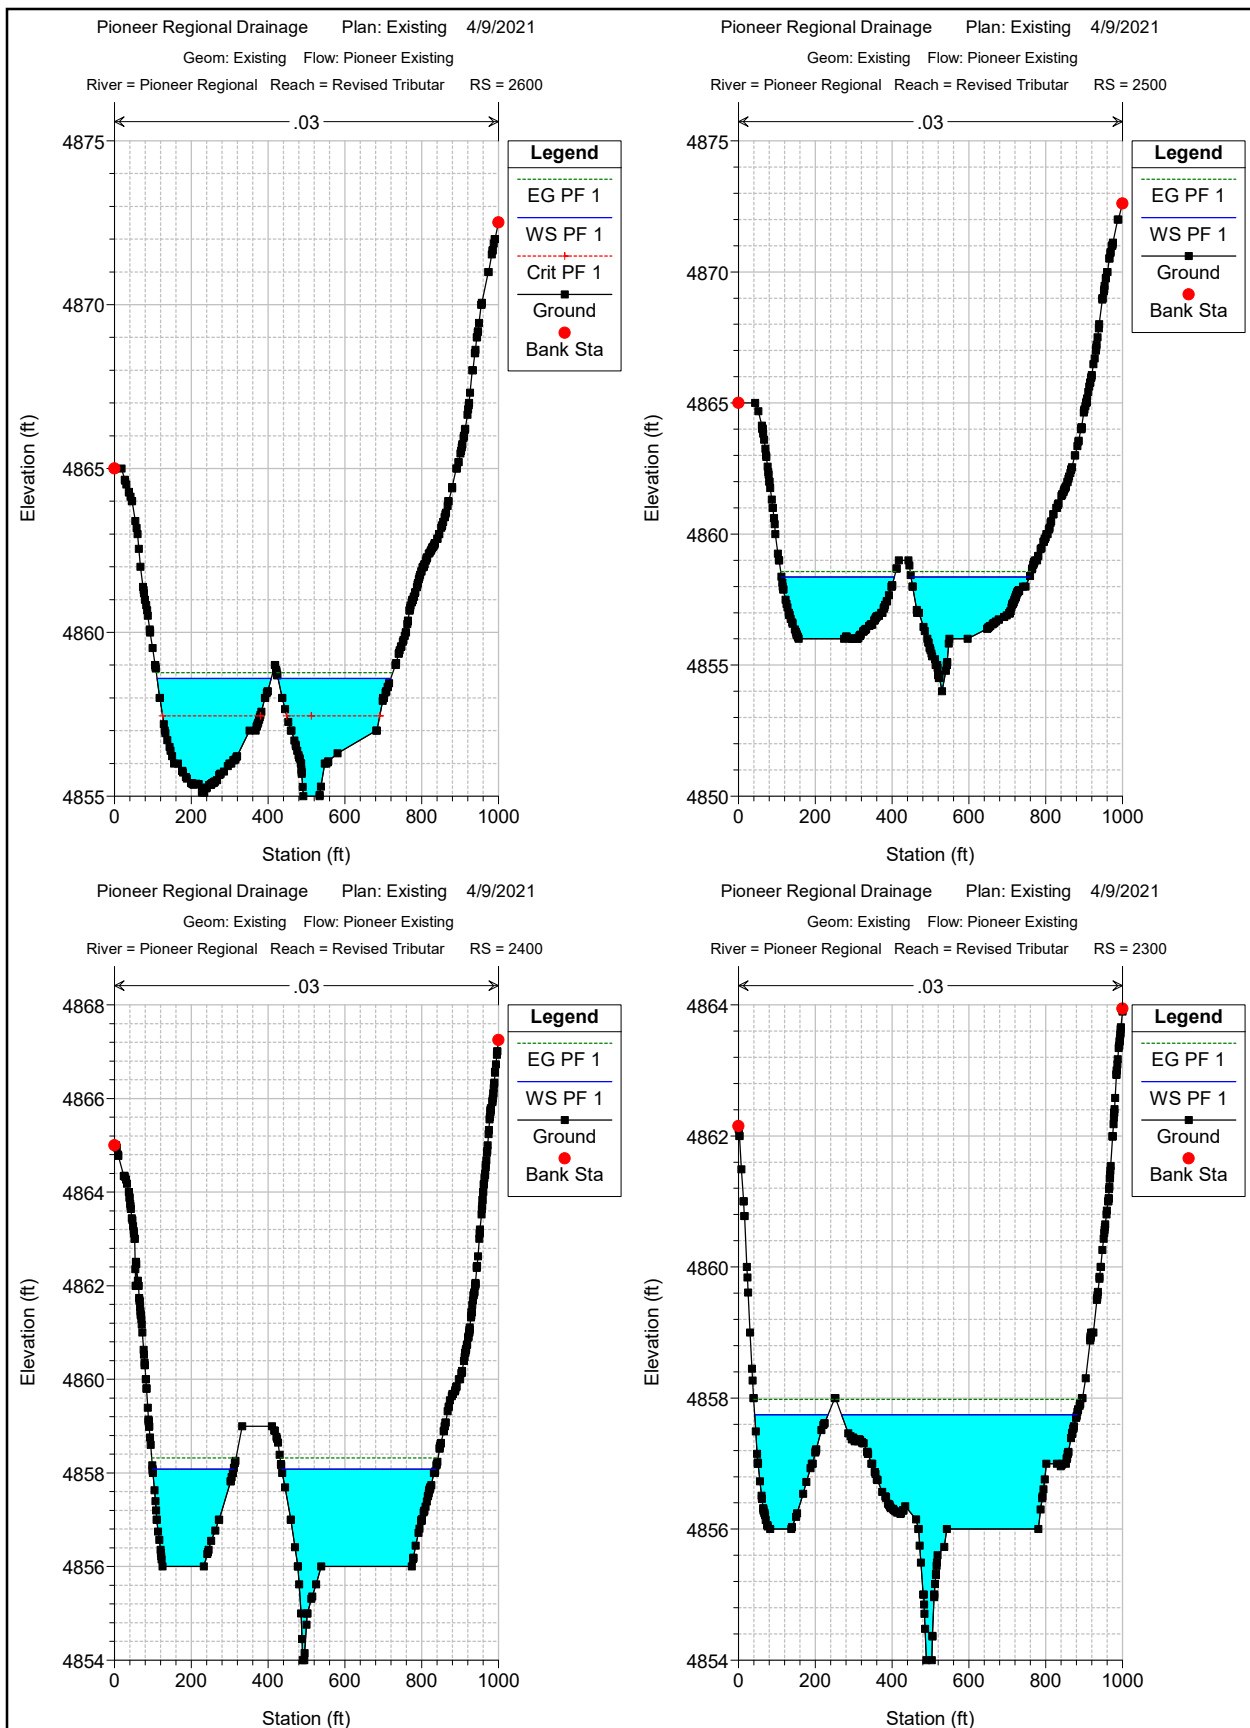 Pioneer Regional Drainage Plan: Existing 4/9/2021
Geom: Existing Flow: Pioneer Existing
River = Pioneer Regional Reach = Revised Tributar RS = 2600
.03
4875
4870
4865
4860
4855
0 200 400 600 800 1000
Station (ft)
Elevation (ft)
Legend
EG PF 1
WS PF 1
Crit PF 1
Ground
Bank Sta
Pioneer Regional Drainage Plan: Existing 4/9/2021
Geom: Existing Flow: Pioneer Existing
River = Pioneer Regional Reach = Revised Tributar RS = 2500
.03
4875
4870
4865
4860
4855
4850
0 200 400 600 800 1000
Station (ft)
Elevation (ft)
Legend
EG PF 1
WS PF 1
Ground
Bank Sta
Pioneer Regional Drainage Plan: Existing 4/9/2021
Geom: Existing Flow: Pioneer Existing
River = Pioneer Regional Reach = Revised Tributar RS = 2400
.03
4868
4866
4864
4862
4860
4858
4856
4854
0 200 400 600 800 1000
Station (ft)
Elevation (ft)
Legend
EG PF 1
WS PF 1
Ground
Bank Sta
Pioneer Regional Drainage Plan: Existing 4/9/2021
Geom: Existing Flow: Pioneer Existing
River = Pioneer Regional Reach = Revised Tributar RS = 2300
.03
4864
4862
4860
4858
4856
4854
0 200 400 600 800 1000
Station (ft)
Elevation (ft)
Legend
EG PF 1
WS PF 1
Ground
Bank Sta